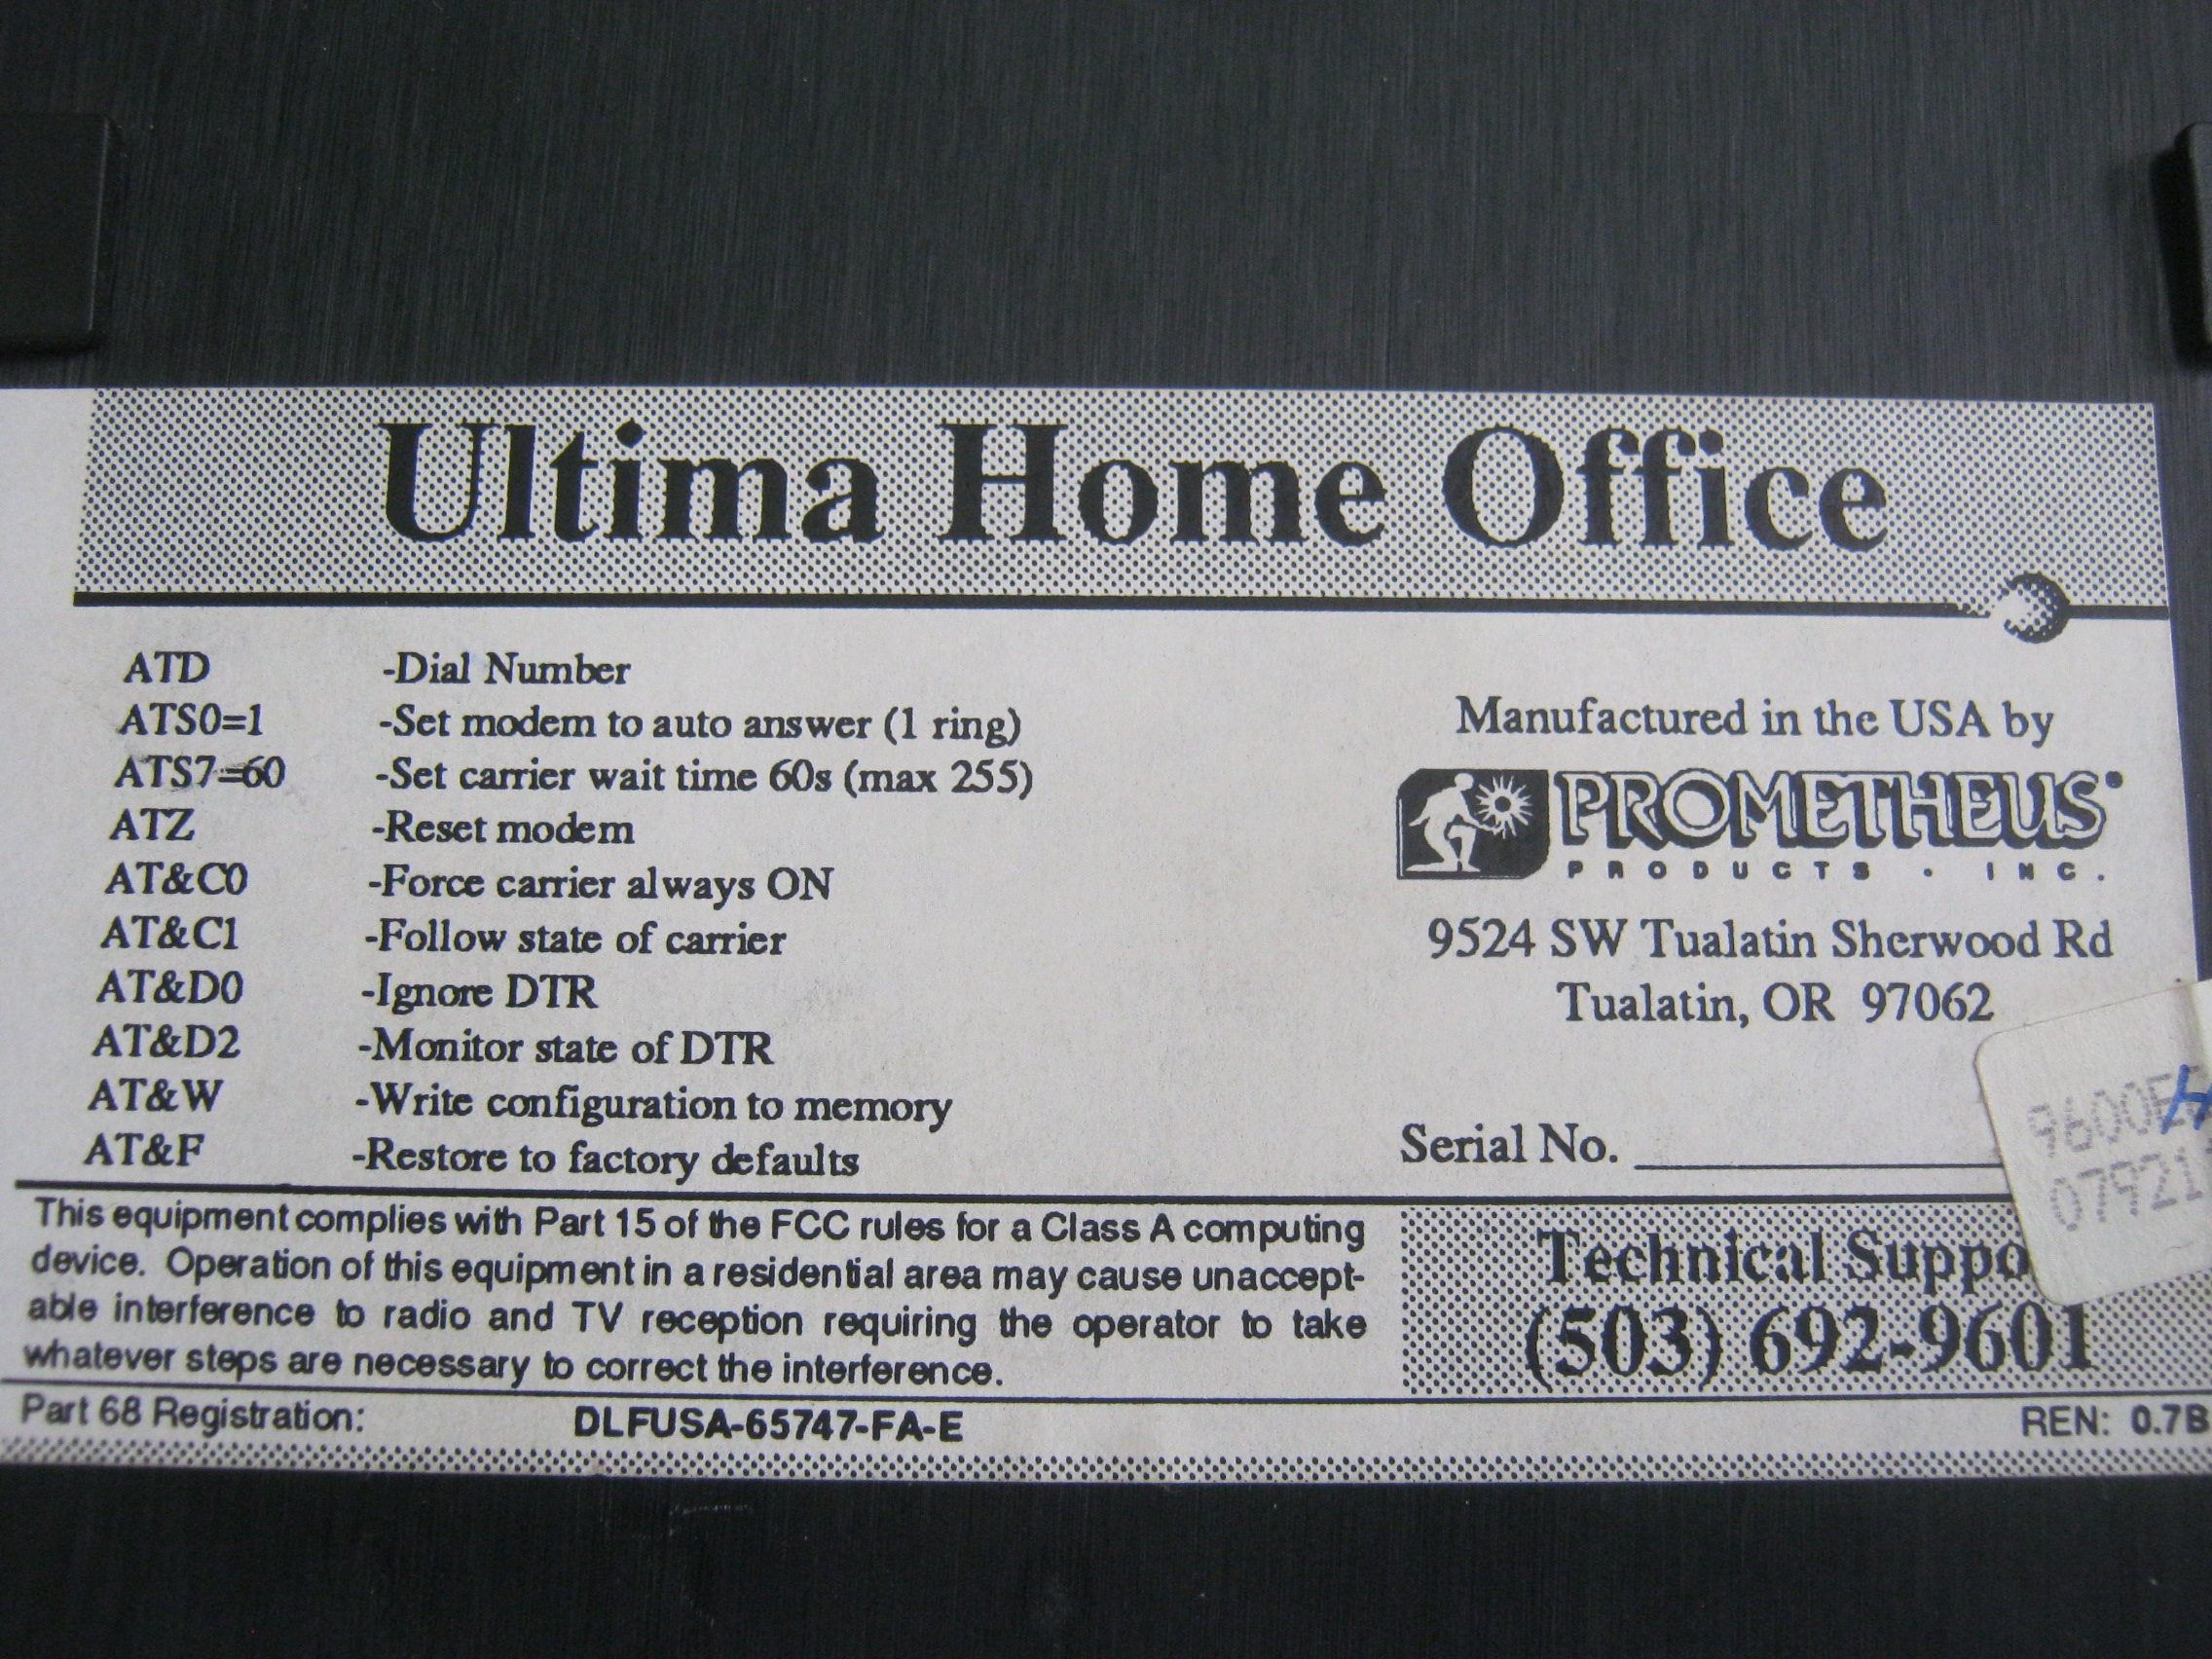 Ultima Home Office
ATD -Dial Number
ATS0=1 -Set modem to auto answer (1 ring)
ATS7=60 -Set carrier wait time 60s (max 255)
ATZ -Reset modem
AT&C0 -Force carrier always ON
AT&C1 -Follow state of carrier
AT&D0 -Ignore DTR
AT&D2 -Monitor state of DTR
AT&W -Write configuration to memory
AT&F -Restore to factory defaults
Manufactured in the USA by
PROMETHEUS
PRODUCTS · INC.
9524 SW Tualatin Sherwood Rd
Tualatin, OR 97062
Serial No.
This equipment complies with Part 15 of the FCC rules for a Class A computing
device. Operation of this equipment in a residential area may cause unaccept-
able interference to radio and TV reception requiring the operator to take
whatever steps are necessary to correct the interference.
Technical Suppo
(503) 692-9601
Part 68 Registration: DLFUSA-65747-FA-E
REN: 0.7B